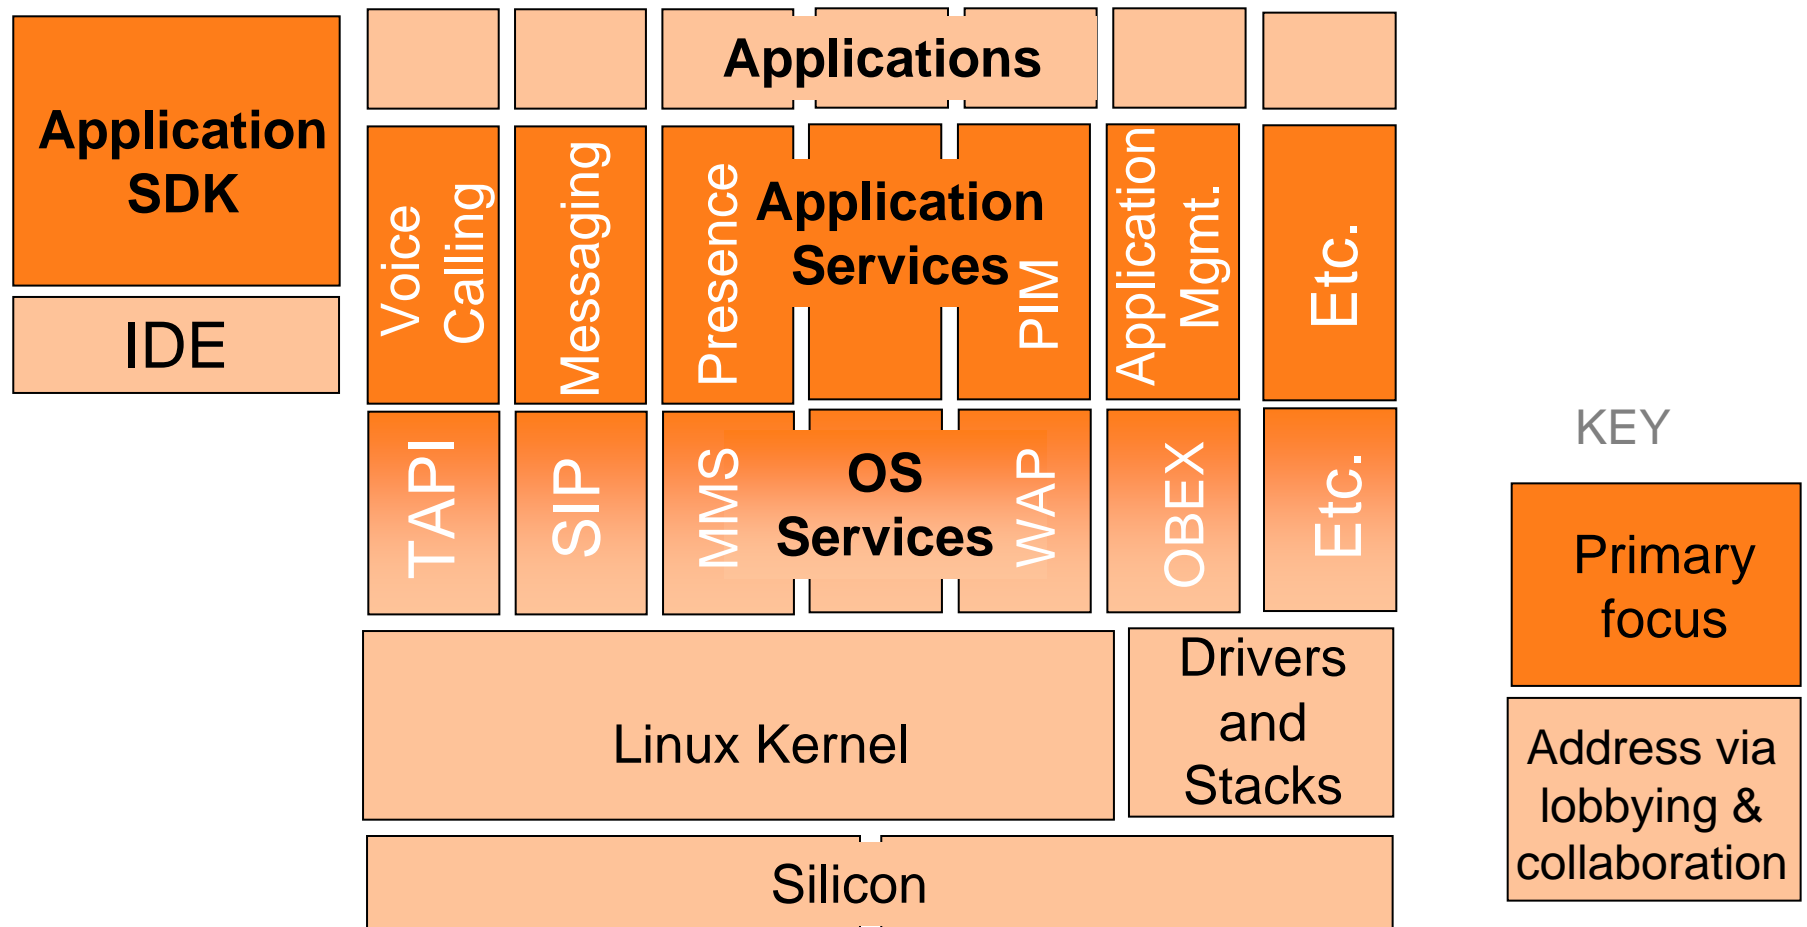 Application
SDK
IDE
Applications
Voice
Calling
Messaging
Presence
Application
Services
PIM
Application
Mgmt.
Etc.
TAPI
SIP
MMS
OS
Services
WAP
OBEX
Etc.
Linux Kernel
Drivers
and
Stacks
Silicon
KEY
Primary
focus
Address via
lobbying &
collaboration